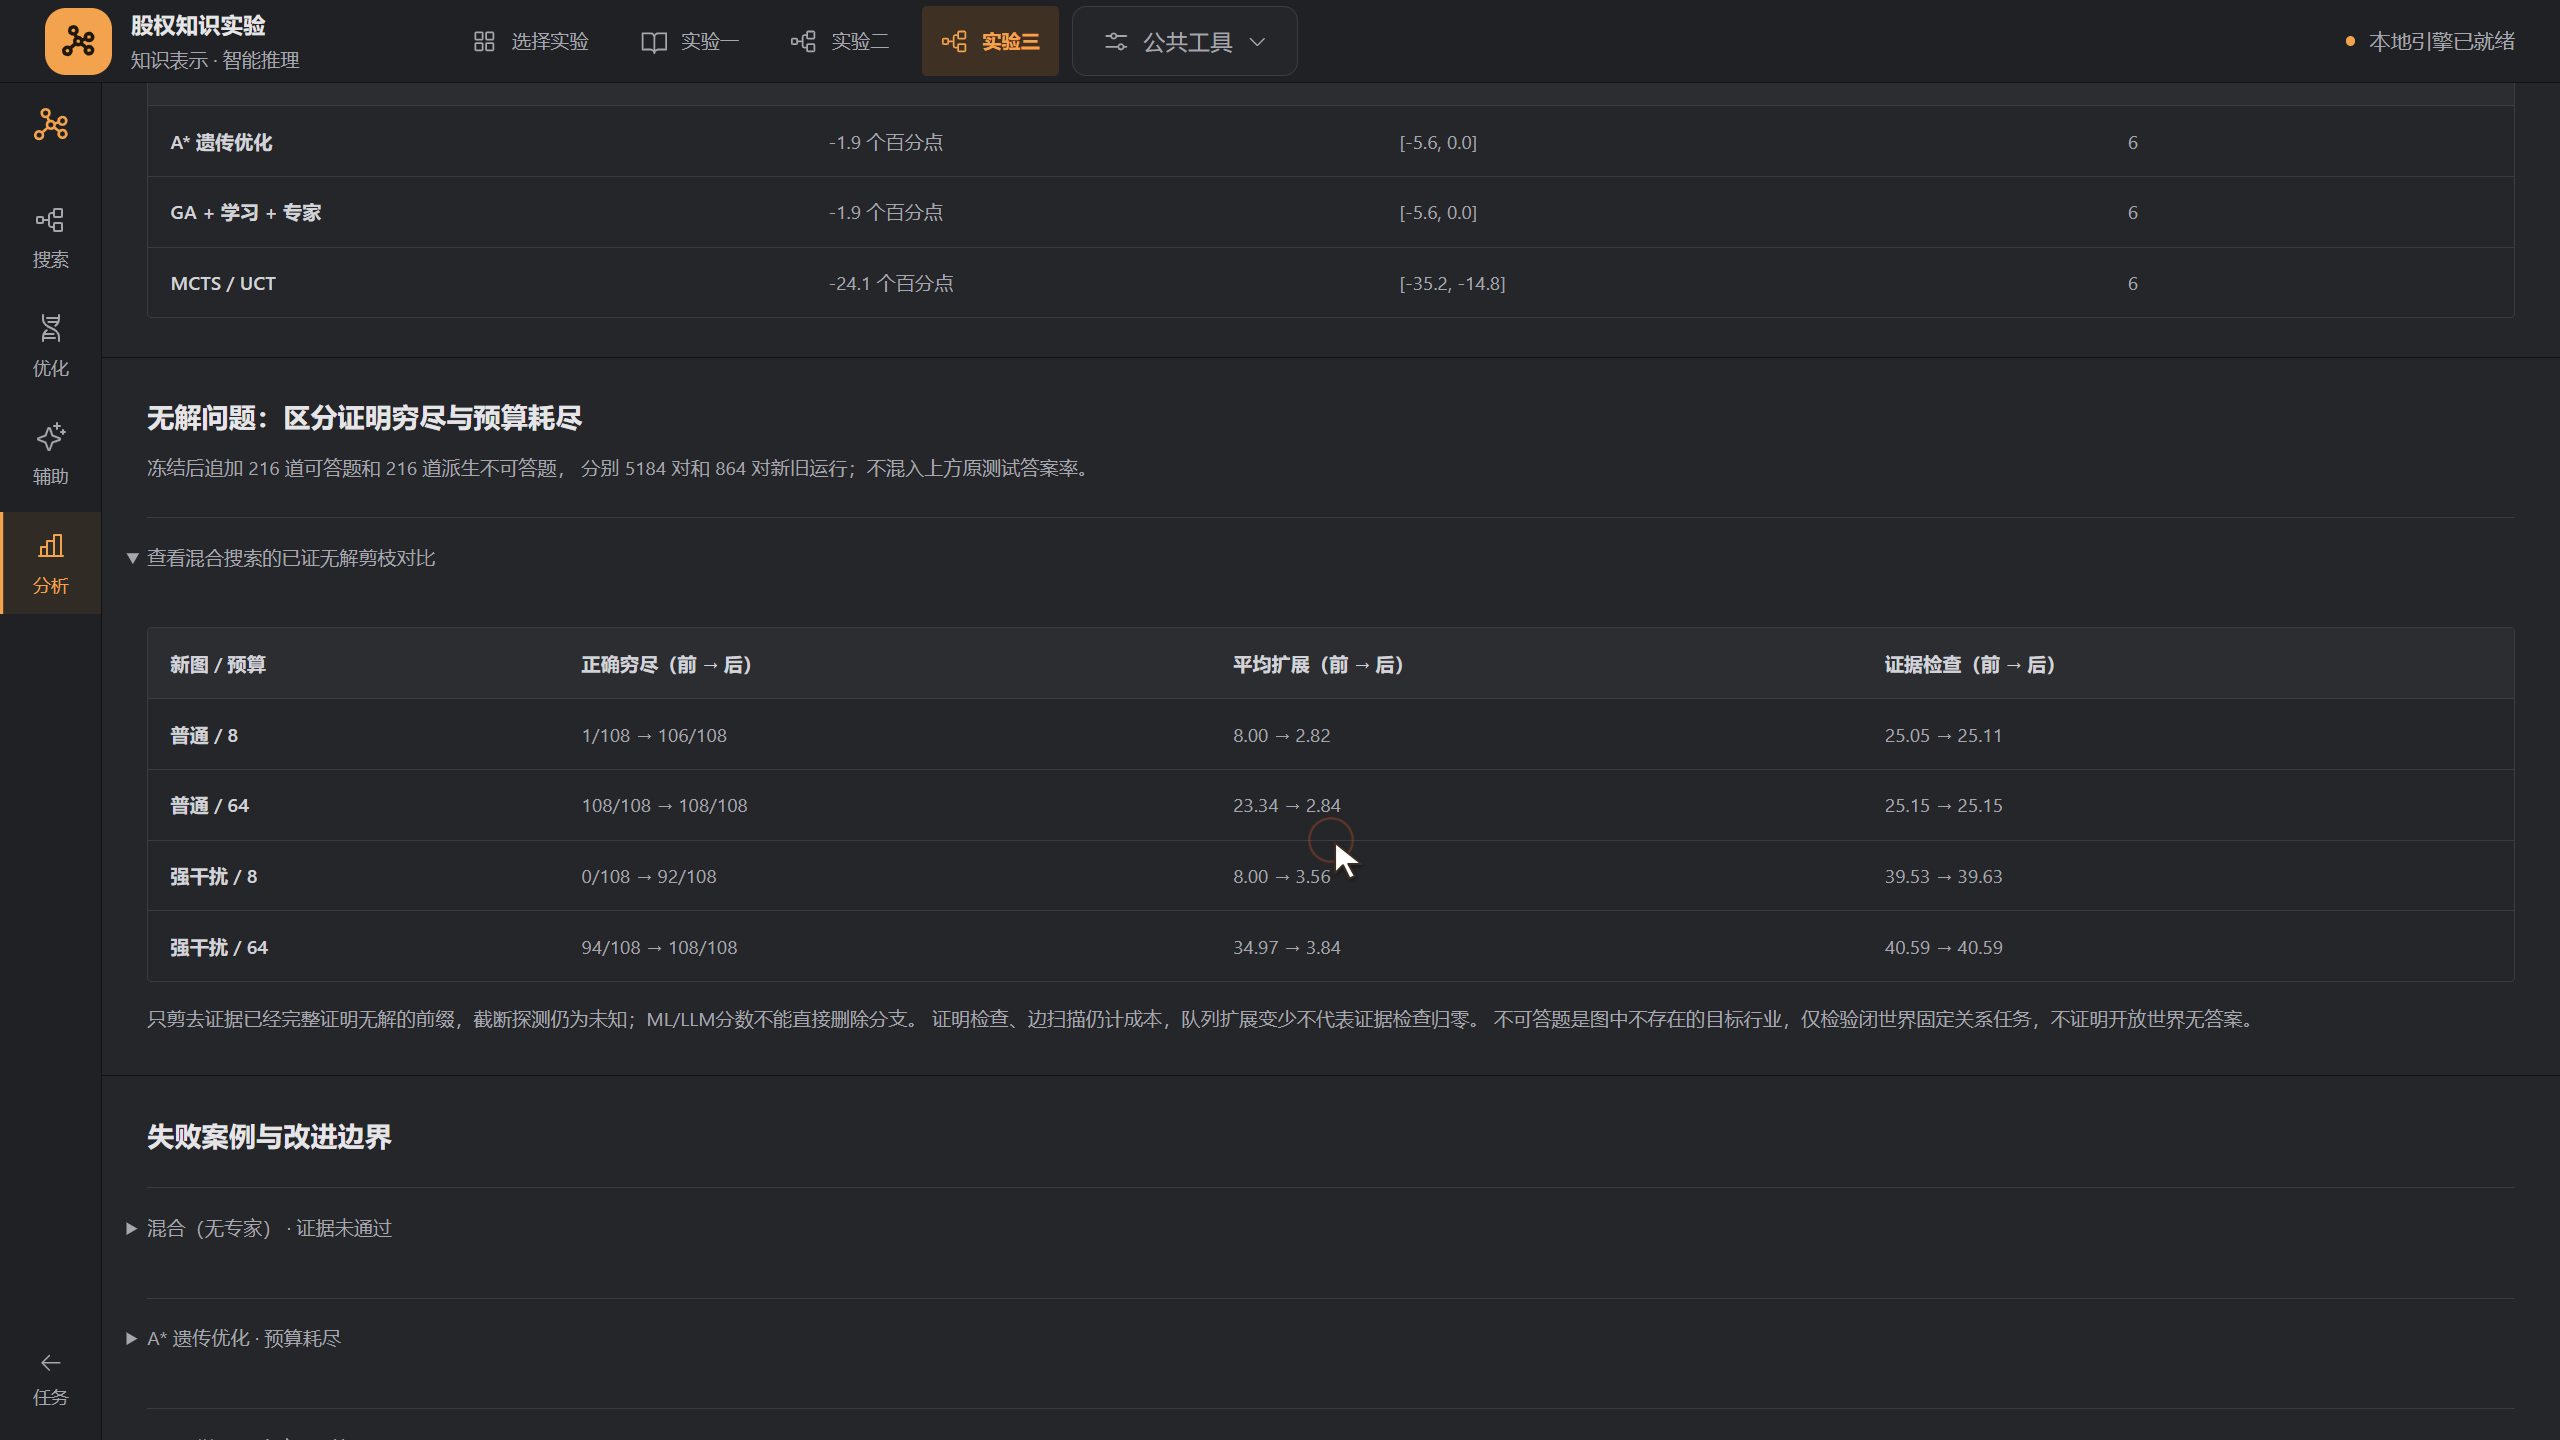 股权知识实验
知识表示 · 智能推理
选择实验
实验一
实验二
实验三
公共工具
本地引擎已就绪
搜索
优化
辅助
分析
任务
A* 遗传优化 -1.9 个百分点 [-5.6, 0.0] 6
GA + 学习 + 专家 -1.9 个百分点 [-5.6, 0.0] 6
MCTS / UCT -24.1 个百分点 [-35.2, -14.8] 6
无解问题：区分证明穷尽与预算耗尽
冻结后追加 216 道可答题和 216 道派生不可答题， 分别 5184 对和 864 对新旧运行；不混入上方原测试答案率。
查看混合搜索的已证无解剪枝对比
新图 / 预算 正确穷尽（前 → 后） 平均扩展（前 → 后） 证据检查（前 → 后）
普通 / 8 1/108 → 106/108 8.00 → 2.82 25.05 → 25.11
普通 / 64 108/108 → 108/108 23.34 → 2.84 25.15 → 25.15
强干扰 / 8 0/108 → 92/108 8.00 → 3.56 39.53 → 39.63
强干扰 / 64 94/108 → 108/108 34.97 → 3.84 40.59 → 40.59
只剪去证据已经完整证明无解的前缀，截断探测仍为未知；ML/LLM分数不能直接删除分支。 证明检查、边扫描仍计成本，队列扩展变少不代表证据检查归零。 不可答题是图中不存在的目标行业，仅检验闭世界固定关系任务，不证明开放世界无答案。
失败案例与改进边界
混合（无专家） · 证据未通过
A* 遗传优化 · 预算耗尽